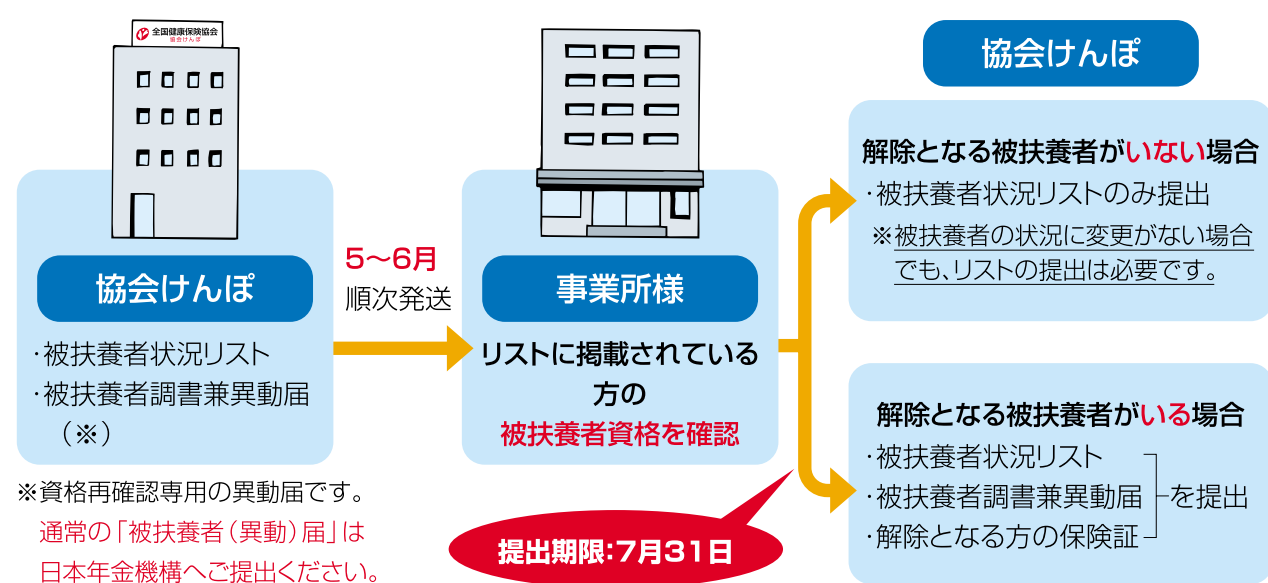 全国健康保険協会
協会けんぽ
協会けんぽ
・被扶養者状況リスト
・被扶養者調書兼異動届
(※)
※資格再確認専用の異動届です。
通常の「被扶養者(異動)届」は
日本年金機構へご提出ください。
5〜6月
順次発送
事業所様
リストに掲載されている
方の
被扶養者資格を確認
提出期限:7月31日
協会けんぽ
解除となる被扶養者がいない場合
・被扶養者状況リストのみ提出
※被扶養者の状況に変更がない場合
でも、リストの提出は必要です。
解除となる被扶養者がいる場合
・被扶養者状況リスト
・被扶養者調書兼異動届
・解除となる方の保険証
を提出